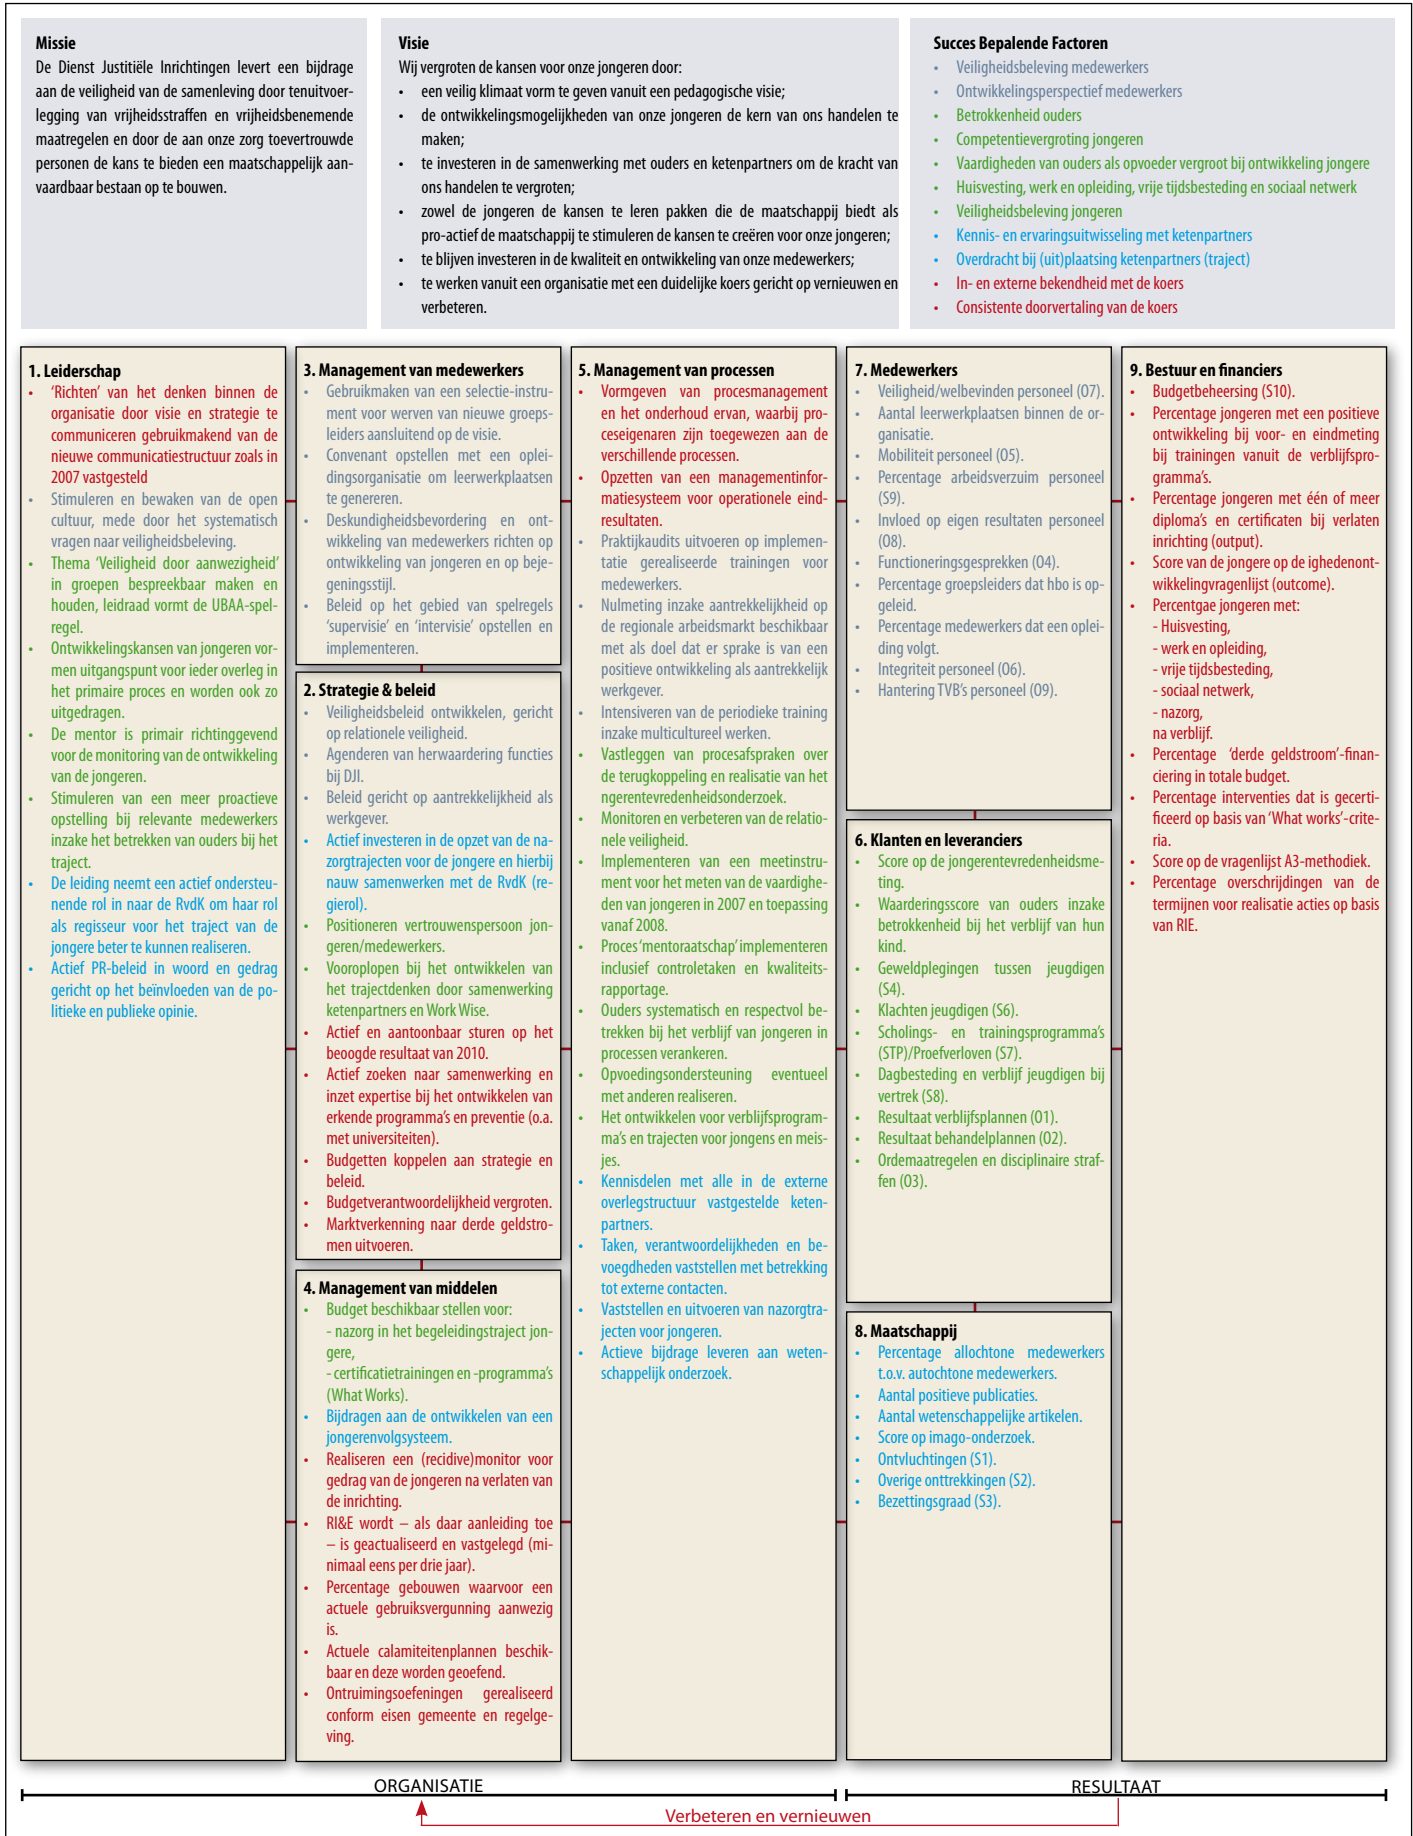 Missie
De Dienst Justitiële Inrichtingen levert een bijdrage
aan de veiligheid van de samenleving door tenuitvoer-
legging van vrijheidsstraffen en vrijheidsbenemende
maatregelen en door de aan onze zorg toevertrouwde
personen de kans te bieden een maatschappelijk aan-
vaardbaar bestaan op te bouwen.
Visie
Wij vergroten de kansen voor onze jongeren door:
• een veilig klimaat vorm te geven vanuit een pedagogische visie;
• de ontwikkelingsmogelijkheden van onze jongeren de kern van ons handelen te
maken;
• te investeren in de samenwerking met ouders en ketenpartners om de kracht van
ons handelen te vergroten;
• zowel de jongeren de kansen te leren pakken die de maatschappij biedt als
pro-actief de maatschappij te stimuleren de kansen te creëren voor onze jongeren;
• te blijven investeren in de kwaliteit en ontwikkeling van onze medewerkers;
• te werken vanuit een organisatie met een duidelijke koers gericht op vernieuwen en
verbeteren.
Succes Bepalende Factoren
• Veiligheidsbeleving medewerkers
• Ontwikkelingsperspectief medewerkers
• Betrokkenheid ouders
• Competentievergroting jongeren
• Vaardigheden van ouders als opvoeder vergroot bij ontwikkeling jongere
• Huisvesting, werk en opleiding, vrije tijdsbesteding en sociaal netwerk
• Veiligheidsbeleving jongeren
• Kennis- en ervaringsuitwisseling met ketenpartners
• Overdracht bij (uit)plaatsing ketenpartners (traject)
• In- en externe bekendheid met de koers
• Consistente doorvertaling van de koers
1. Leiderschap
• 'Richten' van het denken binnen de
organisatie door visie en strategie te
communiceren gebruikmakend van de
nieuwe communicatiestructuur zoals in
2007 vastgesteld
• Stimuleren en bewaken van de open
cultuur, mede door het systematisch
vragen naar veiligheidsbeleving.
• Thema 'Veiligheid door aanwezigheid'
in groepen bespreekbaar maken en
houden, leidraad vormt de UBAA-spel-
regel.
• Ontwikkelingskansen van jongeren vor-
men uitgangspunt voor ieder overleg in
het primaire proces en worden ook zo
uitgedragen.
• De mentor is primair richtinggevend
voor de monitoring van de ontwikkeling
van de jongeren.
• Stimuleren van een meer proactieve
opstelling bij relevante medewerkers
inzake het betrekken van ouders bij het
traject.
• De leiding neemt een actief ondersteu-
nende rol in naar de RvdK om haar rol
als regisseur voor het traject van de
jongere beter te kunnen realiseren.
• Actief PR-beleid in woord en gedrag
gericht op het beïnvloeden van de po-
litieke en publieke opinie.
3. Management van medewerkers
• Gebruikmaken van een selectie-instru-
ment voor werven van nieuwe groeps-
leiders aansluitend op de visie.
• Convenant opstellen met een oplei-
dingsorganisatie om leerwerkplaatsen
te genereren.
• Deskundigheidsbevordering en ont-
wikkeling van medewerkers richten op
ontwikkeling van jongeren en op beje-
geningsstijl.
• Beleid op het gebied van spelregels
'supervisie' en 'intervisie' opstellen en
implementeren.
2. Strategie & beleid
• Veiligheidsbeleid ontwikkelen, gericht
op relationele veiligheid.
• Agenderen van herwaardering functies
bij DJI.
• Beleid gericht op aantrekkelijkheid als
werkgever.
• Actief investeren in de opzet van de na-
zorgtrajecten voor de jongere en hierbij
nauw samenwerken met de RvdK (re-
gierol).
• Positioneren vertrouwenspersoon jon-
geren/medewerkers.
• Vooroplopen bij het ontwikkelen van
het trajectdenken door samenwerking
ketenpartners en Work Wise.
• Actief en aantoonbaar sturen op het
beoogde resultaat van 2010.
• Actief zoeken naar samenwerking en
inzet expertise bij het ontwikkelen van
erkende programma's en preventie (o.a.
met universiteiten).
• Budgetten koppelen aan strategie en
beleid.
• Budgetverantwoordelijkheid vergroten.
• Marktverkenning naar derde geldstro-
men uitvoeren.
4. Management van middelen
• Budget beschikbaar stellen voor:
- nazorg in het begeleidingstraject jon-
gere,
- certificatietrainingen en -programma's
(What Works).
• Bijdragen aan de ontwikkelen van een
jongerenvolgsysteem.
• Realiseren een (recidive)monitor voor
gedrag van de jongeren na verlaten van
de inrichting.
• RI&E wordt – als daar aanleiding toe
– is geactualiseerd en vastgelegd (mi-
nimaal eens per drie jaar).
• Percentage gebouwen waarvoor een
actuele gebruiksvergunning aanwezig
is.
• Actuele calamiteitenplannen beschik-
baar en deze worden geoefend.
• Ontruimingsoefeningen gerealiseerd
conform eisen gemeente en regelge-
ving.
5. Management van processen
• Vormgeven van procesmanagement
en het onderhoud ervan, waarbij pro-
ceseigenaren zijn toegewezen aan de
verschillende processen.
• Opzetten van een managementinfor-
matiesysteem voor operationele eind-
resultaten.
• Praktijkaudits uitvoeren op implemen-
tatie gerealiseerde trainingen voor
medewerkers.
• Nulmeting inzake aantrekkelijkheid op
de regionale arbeidsmarkt beschikbaar
met als doel dat er sprake is van een
positieve ontwikkeling als aantrekkelijk
werkgever.
• Intensiveren van de periodieke training
inzake multicultureel werken.
• Vastleggen van procesafspraken over
de terugkoppeling en realisatie van het
ngerentevredenheidsonderzoek.
• Monitoren en verbeteren van de relatio-
nele veiligheid.
• Implementeren van een meetinstru-
ment voor het meten van de vaardighe-
den van jongeren in 2007 en toepassing
vanaf 2008.
• Proces 'mentoraatschap' implementeren
inclusief controletaken en kwaliteits-
rapportage.
• Ouders systematisch en respectvol be-
trekken bij het verblijf van jongeren in
processen verankeren.
• Opvoedingsondersteuning eventueel
met anderen realiseren.
• Het ontwikkelen voor verblijfsprogram-
ma's en trajecten voor jongens en meis-
jes.
• Kennisdelen met alle in de externe
overlegstructuur vastgestelde keten-
partners.
• Taken, verantwoordelijkheden en be-
voegdheden vaststellen met betrekking
tot externe contacten.
• Vaststellen en uitvoeren van nazorgtra-
jecten voor jongeren.
• Actieve bijdrage leveren aan weten-
schappelijk onderzoek.
7. Medewerkers
• Veiligheid/welbevinden personeel (O7).
• Aantal leerwerkplaatsen binnen de or-
ganisatie.
• Mobiliteit personeel (O5).
• Percentage arbeidsverzuim personeel
(S9).
• Invloed op eigen resultaten personeel
(O8).
• Functioneringsgesprekken (O4).
• Percentage groepsleiders dat hbo is op-
geleid.
• Percentage medewerkers dat een oplei-
ding volgt.
• Integriteit personeel (O6).
• Hantering TVB's personeel (O9).
6. Klanten en leveranciers
• Score op de jongerentevredenheidsme-
ting.
• Waarderingsscore van ouders inzake
betrokkenheid bij het verblijf van hun
kind.
• Geweldplegingen tussen jeugdigen
(S4).
• Klachten jeugdigen (S6).
• Scholings- en trainingsprogramma's
(STP)/Proefverloven (S7).
• Dagbesteding en verblijf jeugdigen bij
vertrek (S8).
• Resultaat verblijfsplannen (O1).
• Resultaat behandelplannen (O2).
• Ordemaatregelen en disciplinaire straf-
fen (O3).
8. Maatschappij
• Percentage allochtone medewerkers
t.o.v. autochtone medewerkers.
• Aantal positieve publicaties.
• Aantal wetenschappelijke artikelen.
• Score op imago-onderzoek.
• Ontvluchtingen (S1).
• Overige onttrekkingen (S2).
• Bezettingsgraad (S3).
9. Bestuur en financiers
• Budgetbeheersing (S10).
• Percentage jongeren met een positieve
ontwikkeling bij voor- en eindmeting
bij trainingen vanuit de verblijfspro-
gramma's.
• Percentage jongeren met één of meer
diploma's en certificaten bij verlaten
inrichting (output).
• Score van de jongere op de ighedenont-
wikkelingvragenlijst (outcome).
• Percentgae jongeren met:
- Huisvesting,
- werk en opleiding,
- vrije tijdsbesteding,
- sociaal netwerk,
- nazorg,
na verblijf.
• Percentage 'derde geldstroom'-finan-
ciering in totale budget.
• Percentage interventies dat is gecerti-
ficeerd op basis van 'What works'-crite-
ria.
• Score op de vragenlijst A3-methodiek.
• Percentage overschrijdingen van de
termijnen voor realisatie acties op basis
van RIE.
ORGANISATIE
RESULTAAT
Verbeteren en vernieuwen